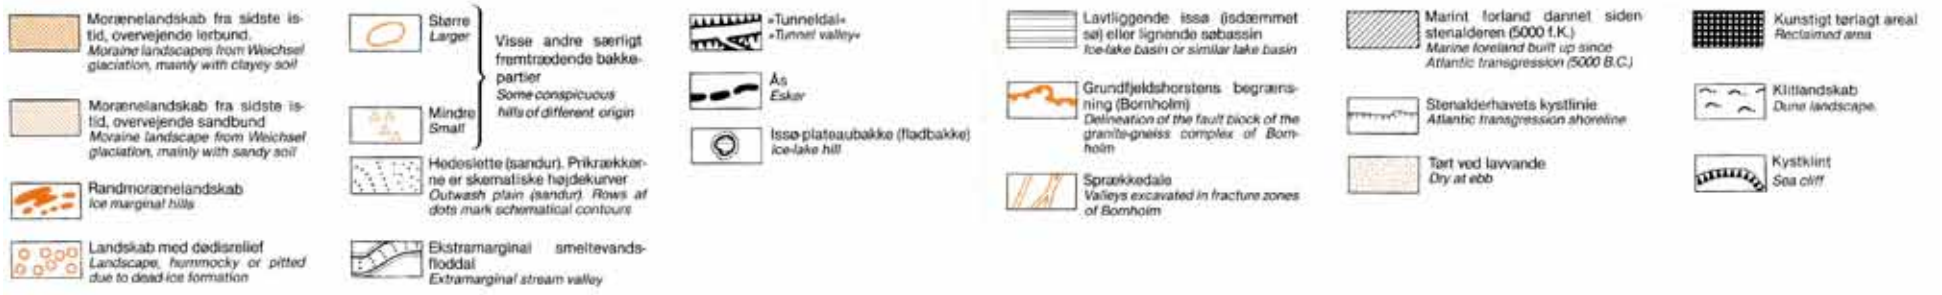 Morænelandskab fra sidste is-
tid, overvejende lerbund.
Moraine landscapes from Weichsel
glaciation, mainly with clayey soil
Morænelandskab fra sidste is-
tid, overvejende sandbund
Moraine landscape from Weichsel
glaciation, mainly with sandy soil
Randmorænelandskab
Ice marginal hills
Landskab med dødisrelief
Landscape, hummocky or pitted
due to dead-ice formation
Større
Larger
Mindre
Small
Visse andre særligt
fremtrædende bakke-
partier
Some conspicuous
hills of different origin
Hedeslette (sandur). Prikrækker-
ne er skematiske højdekurver
Outwash plain (sandur). Rows af
dots mark schematical contours
Ekstramarginal smeltevands-
floddal
Extramarginal stream valley
»Tunneldal«
»Tunnel valley«
Ås
Esker
Issø-plateaubakke (fladbakke)
Ice-lake hill
Lavtliggende issø (isdæmmet
sø) eller lignende søbassin
Ice-lake basin or similar lake basin
Grundfjeldshorstens begræns-
ning (Bornholm)
Delineation of the fault block of the
granite-gneiss complex of Born-
holm
Sprækkedale
Valleys excavated in fracture zones
of Bornholm
Marint forland dannet siden
stenalderen (5000 f.K.)
Marine foreland built up since
Atlantic transgression (5000 B.C.)
Stenalderhavets kystlinie
Atlantic transgression shoreline
Tørt ved lavvande
Dry at ebb
Kunstigt tørlagt areal
Reclaimed area
Klitlandskab
Dune landscape.
Kystklint
Sea cliff